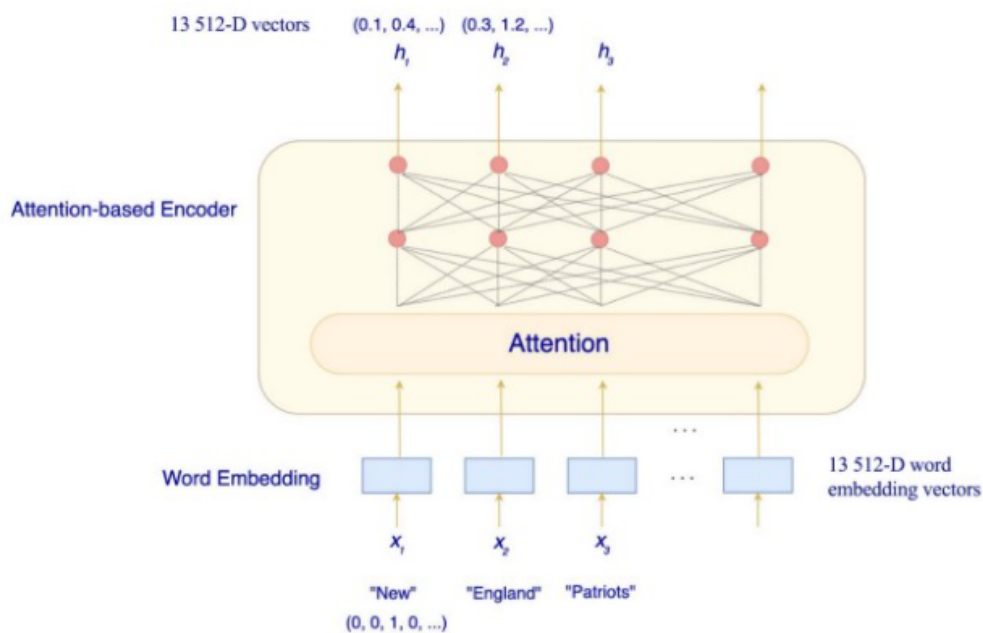 13 512-D vectors (0.1, 0.4, ...) (0.3, 1.2, ...)
h₁ h₂ h₃
Attention-based Encoder
Attention
...
Word Embedding ... 13 512-D word
embedding vectors
x₁ x₂ x₃
"New" "England" "Patriots"
(0, 0, 1, 0, ...)